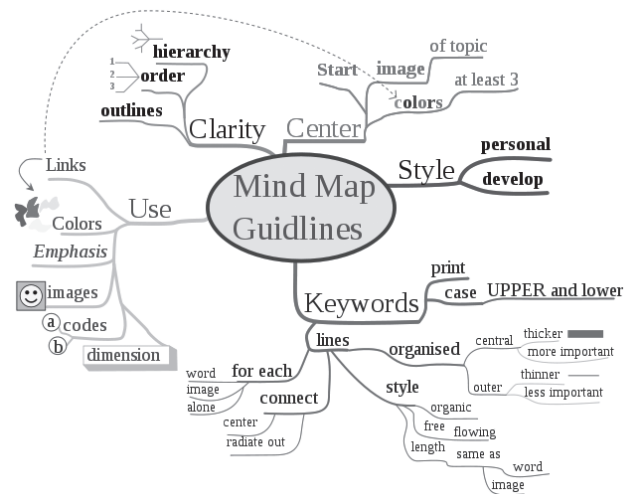 Mind Map
Guidlines
hierarchy
1
2
3
order
outlines
Clarity
Start
Center
image
of topic
colors
at least 3
Style
personal
develop
Use
Links
Colors
Emphasis
images
a
b
codes
dimension
Keywords
print
case
UPPER and lower
lines
for each
word
image
alone
connect
center
radiate out
organised
central
thicker
more important
outer
thinner
less important
style
organic
free
flowing
length
same as
word
image